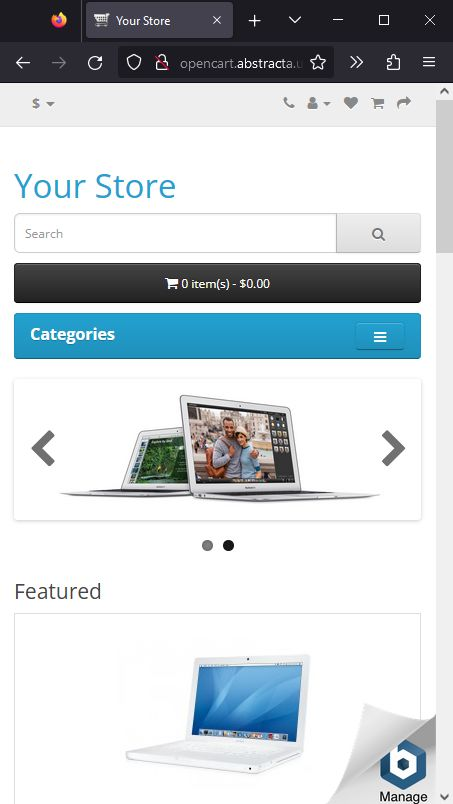 Your Store
opencart.abstracta.u
$
Your Store
Search
0 item(s) - $0.00
Categories
Featured
Manage